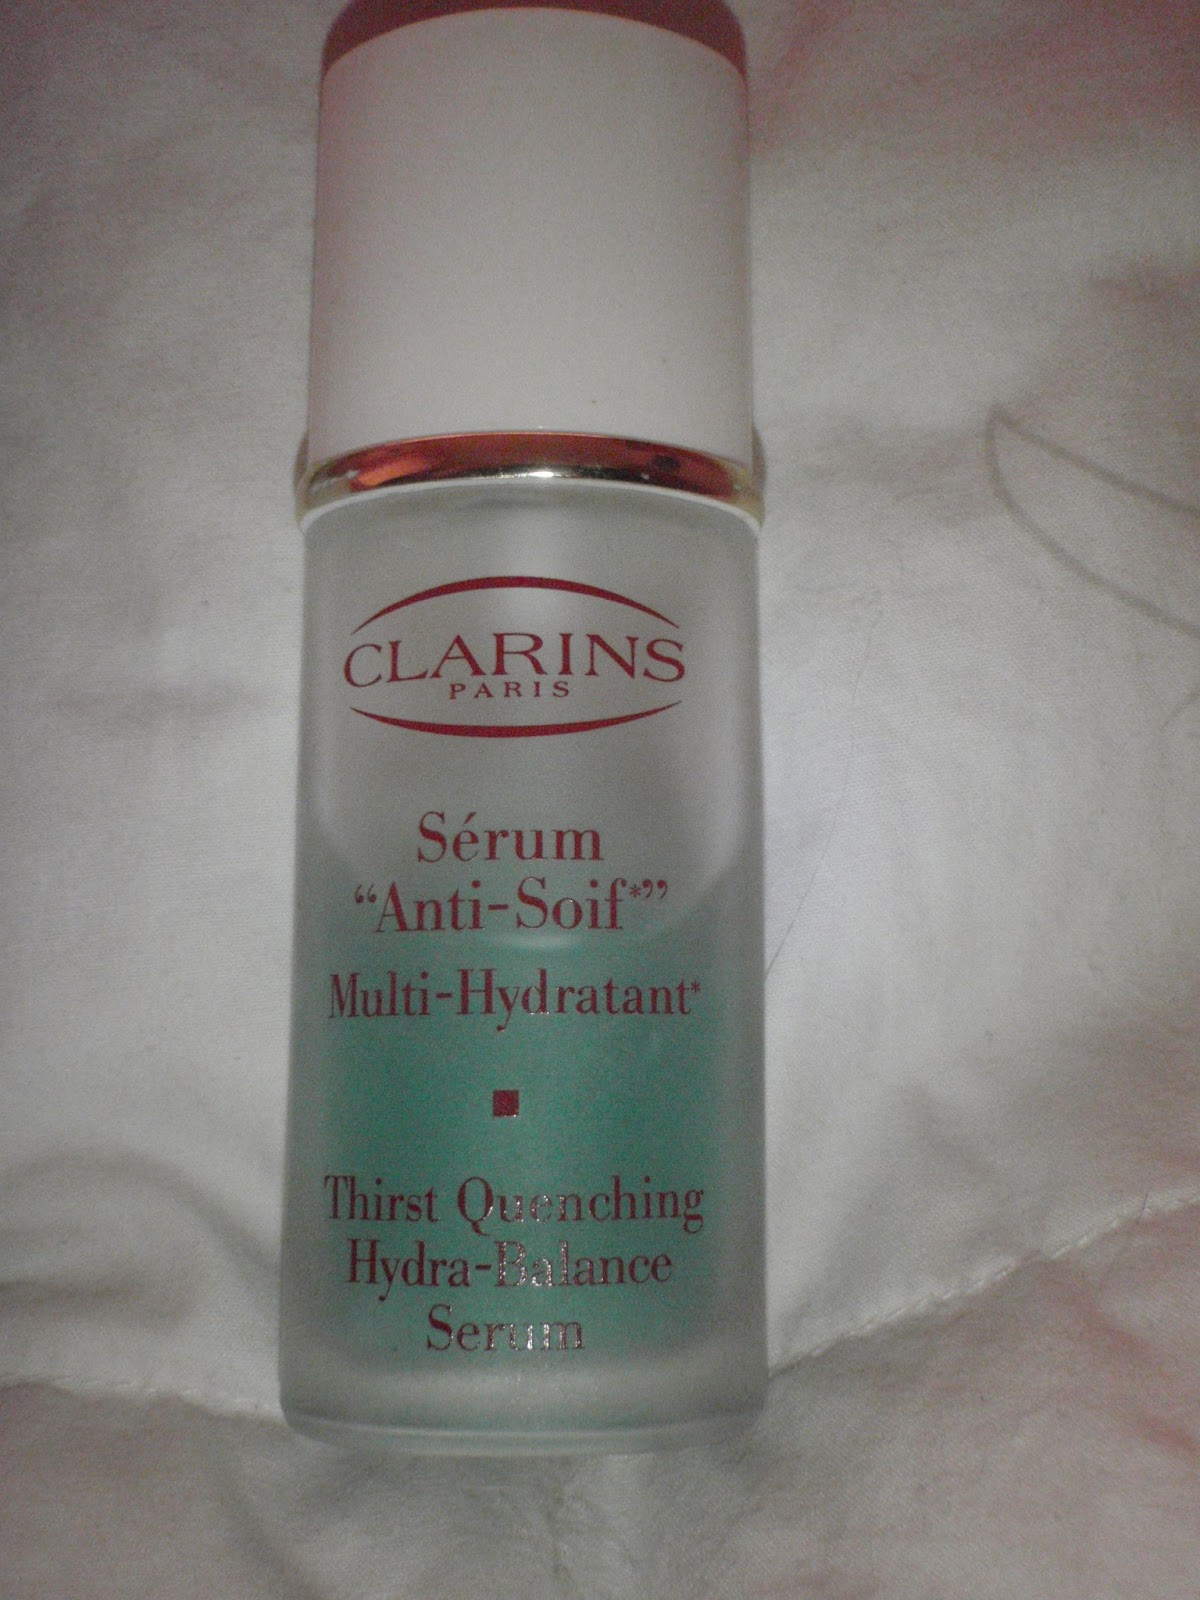 CLARINS
PARIS
Sérum
“Anti-Soif*”
Multi-Hydratant*
Thirst Quenching
Hydra-Balance
Serum